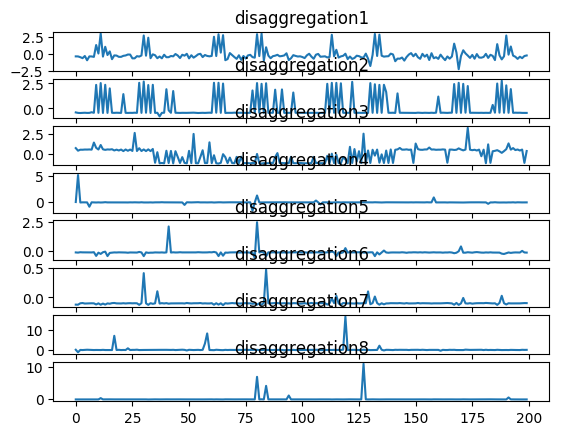 disaggregation1
2.5
0.0
−2.5
disaggregation2
2.5
0.0
disaggregation3
2.5
0.0
disaggregation4
5
0
disaggregation5
2.5
0.0
disaggregation6
0.5
0.0
disaggregation7
10
0
disaggregation8
10
0
0 25 50 75 100 125 150 175 200